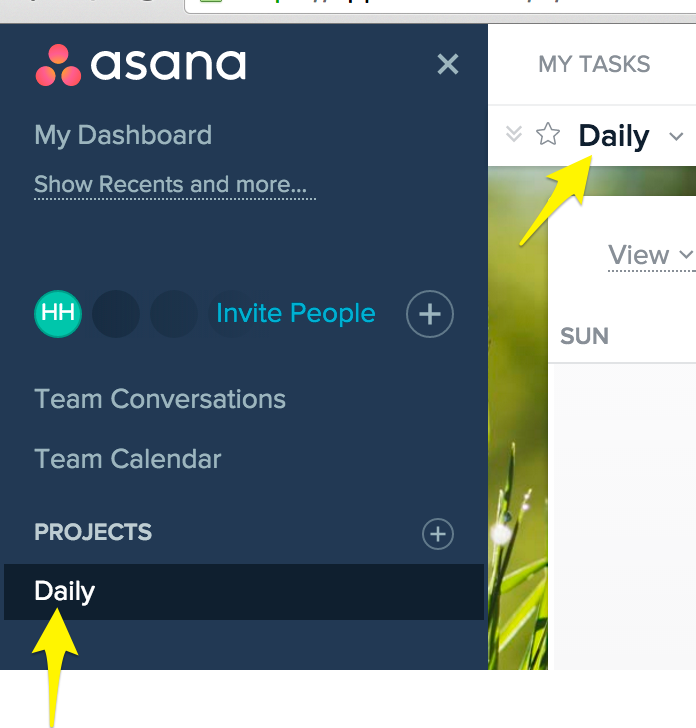 asana
My Dashboard
Show Recents and more...
HH
Invite People
Team Conversations
Team Calendar
PROJECTS
Daily
MY TASKS
Daily
View
SUN